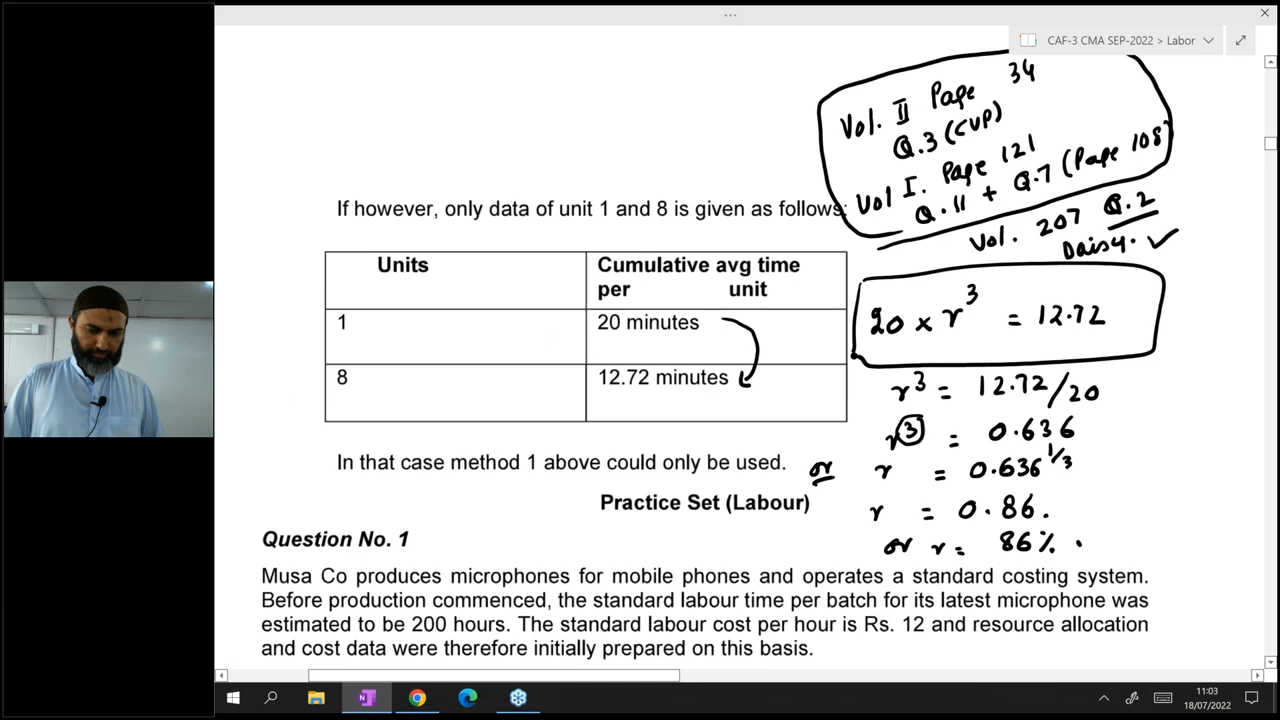 CAF-3 CMA SEP-2022 > Labor
Vol. II Page 34
Q.3 (CVP)
Vol I. Page 121
Q.11 + Q.7 (Page 108)
Vol. 207 Q.2
Daisy.
If however, only data of unit 1 and 8 is given as follows:
Units
Cumulative avg time
per unit
1
20 minutes
8
12.72 minutes
20 × r³ = 12.72
r³ = 12.72/20
r³ = 0.636
In that case method 1 above could only be used.
or r = 0.636^1/3
r = 0.86.
or r = 86%.
Practice Set (Labour)
Question No. 1
Musa Co produces microphones for mobile phones and operates a standard costing system.
Before production commenced, the standard labour time per batch for its latest microphone was
estimated to be 200 hours. The standard labour cost per hour is Rs. 12 and resource allocation
and cost data were therefore initially prepared on this basis.
11:03
18/07/2022